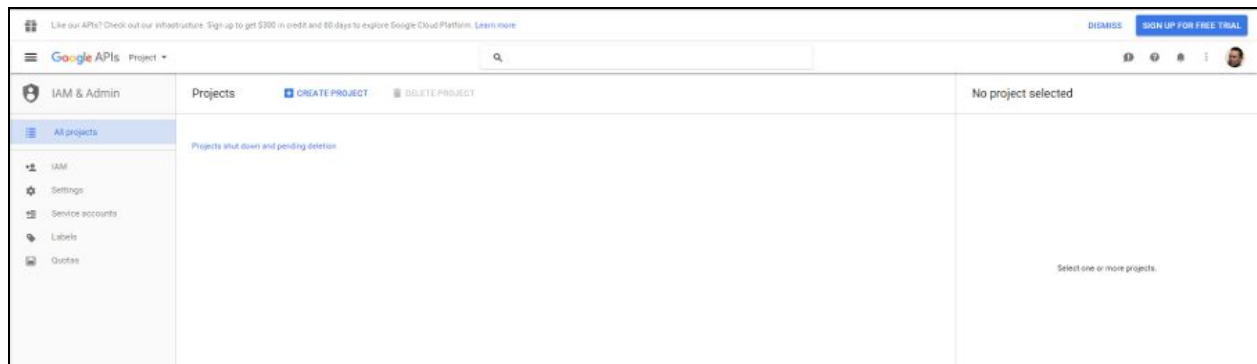 Like our APIs? Check out our infrastructure. Sign up to get $300 in credit and 60 days to explore Google Cloud Platform. Learn more
DISMISS
SIGN UP FOR FREE TRIAL
Google APIs
Project
IAM & Admin
Projects
CREATE PROJECT
DELETE PROJECT
No project selected
All projects
Projects shut down and pending deletion
IAM
Settings
Service accounts
Labels
Quotas
Select one or more projects.